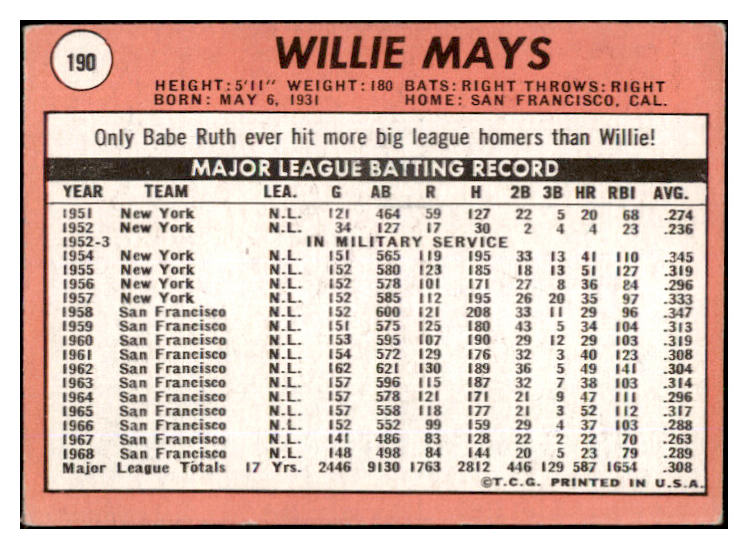 190
WILLIE MAYS
HEIGHT: 5'11" WEIGHT: 180 BATS: RIGHT THROWS: RIGHT
BORN: MAY 6, 1931 HOME: SAN FRANCISCO, CAL.
Only Babe Ruth ever hit more big league homers than Willie!
MAJOR LEAGUE BATTING RECORD
YEAR TEAM LEA. G AB R H 2B 3B HR RBI AVG.
1951 New York N.L. 121 464 59 127 22 5 20 68 .274
1952 New York N.L. 34 127 17 30 2 4 4 23 .236
1952-3 IN MILITARY SERVICE
1954 New York N.L. 151 565 119 195 33 13 41 110 .345
1955 New York N.L. 152 580 123 185 18 13 51 127 .319
1956 New York N.L. 152 578 101 171 27 8 36 84 .296
1957 New York N.L. 152 585 112 195 26 20 35 97 .333
1958 San Francisco N.L. 152 600 121 208 33 11 29 96 .347
1959 San Francisco N.L. 151 575 125 180 43 5 34 104 .313
1960 San Francisco N.L. 153 595 107 190 29 12 29 103 .319
1961 San Francisco N.L. 154 572 129 176 32 3 40 123 .308
1962 San Francisco N.L. 162 621 130 189 36 5 49 141 .304
1963 San Francisco N.L. 157 596 115 187 32 7 38 103 .314
1964 San Francisco N.L. 157 578 121 171 21 9 47 111 .296
1965 San Francisco N.L. 157 558 118 177 21 3 52 112 .317
1966 San Francisco N.L. 152 552 99 159 29 4 37 103 .288
1967 San Francisco N.L. 141 486 83 128 22 2 22 70 .263
1968 San Francisco N.L. 148 498 84 144 20 5 23 79 .289
Major League Totals 17 Yrs. 2446 9130 1763 2812 446 129 587 1654 .308
©T.C.G. PRINTED IN U.S.A.